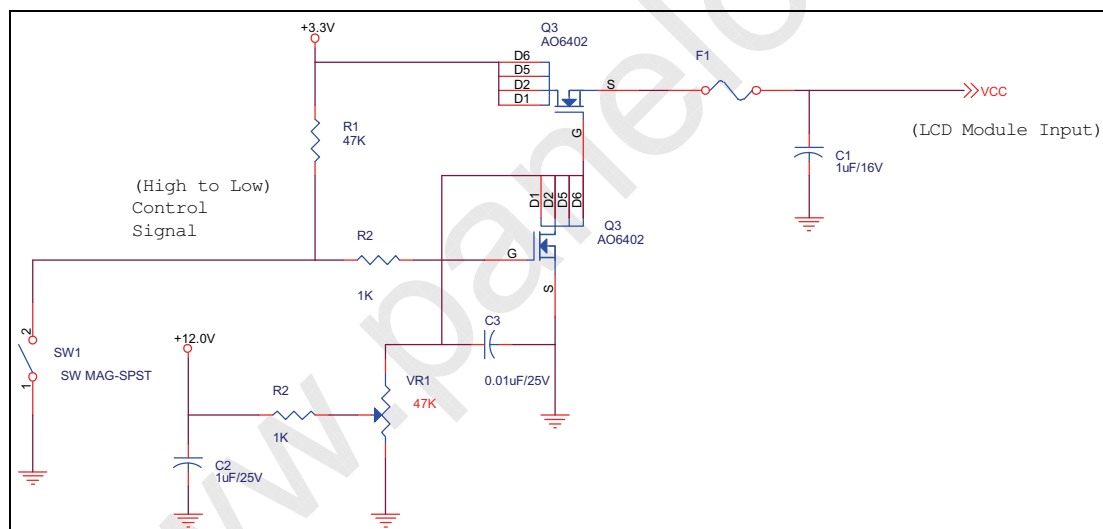 +3.3V
Q3
AO6402
D6
D5
D2
D1
S
G
F1
VCC
(LCD Module Input)
R1
47K
C1
1uF/16V
(High to Low)
Control
Signal
D1
D2
D5
D6
Q3
AO6402
R2
1K
G
S
2
SW1
SW MAG-SPST
1
+12.0V
C3
0.01uF/25V
R2
1K
VR1
47K
C2
1uF/25V
www.panelo